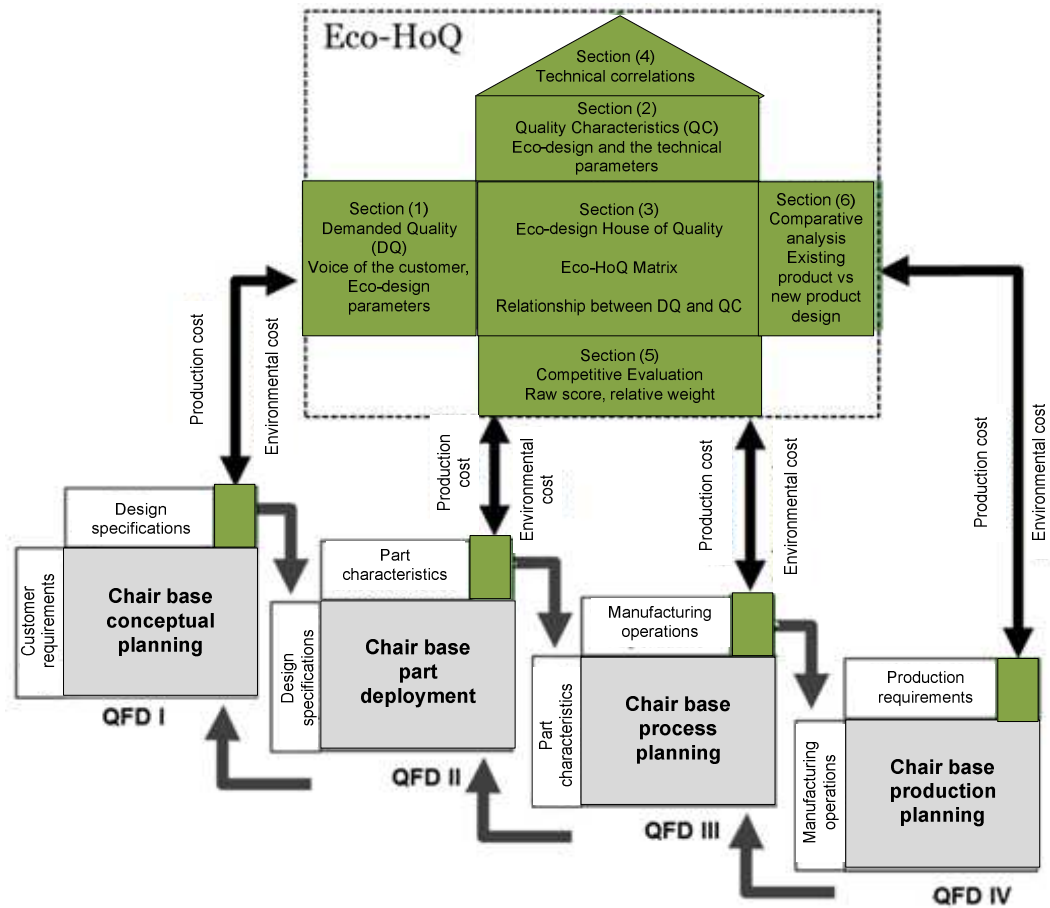 Eco-HoQ
Section (4)
Technical correlations
Section (2)
Quality Characteristics (QC)
Eco-design and the technical
parameters
Section (1)
Demanded Quality
(DQ)
Voice of the customer,
Eco-design
parameters
Section (3)
Eco-design House of Quality
Eco-HoQ Matrix
Relationship between DQ and QC
Section (6)
Comparative
analysis
Existing
product vs
new product
design
Section (5)
Competitive Evaluation
Raw score, relative weight
Production cost
Environmental cost
Production
cost
Environmental
cost
Production cost
Environmental cost
Production cost
Environmental cost
Design
specifications
Customer
requirements
Chair base
conceptual
planning
QFD I
Part
characteristics
Design
specifications
Chair base
part
deployment
QFD II
Manufacturing
operations
Part
characteristics
Chair base
process
planning
QFD III
Production
requirements
Manufacturing
operations
Chair base
production
planning
QFD IV